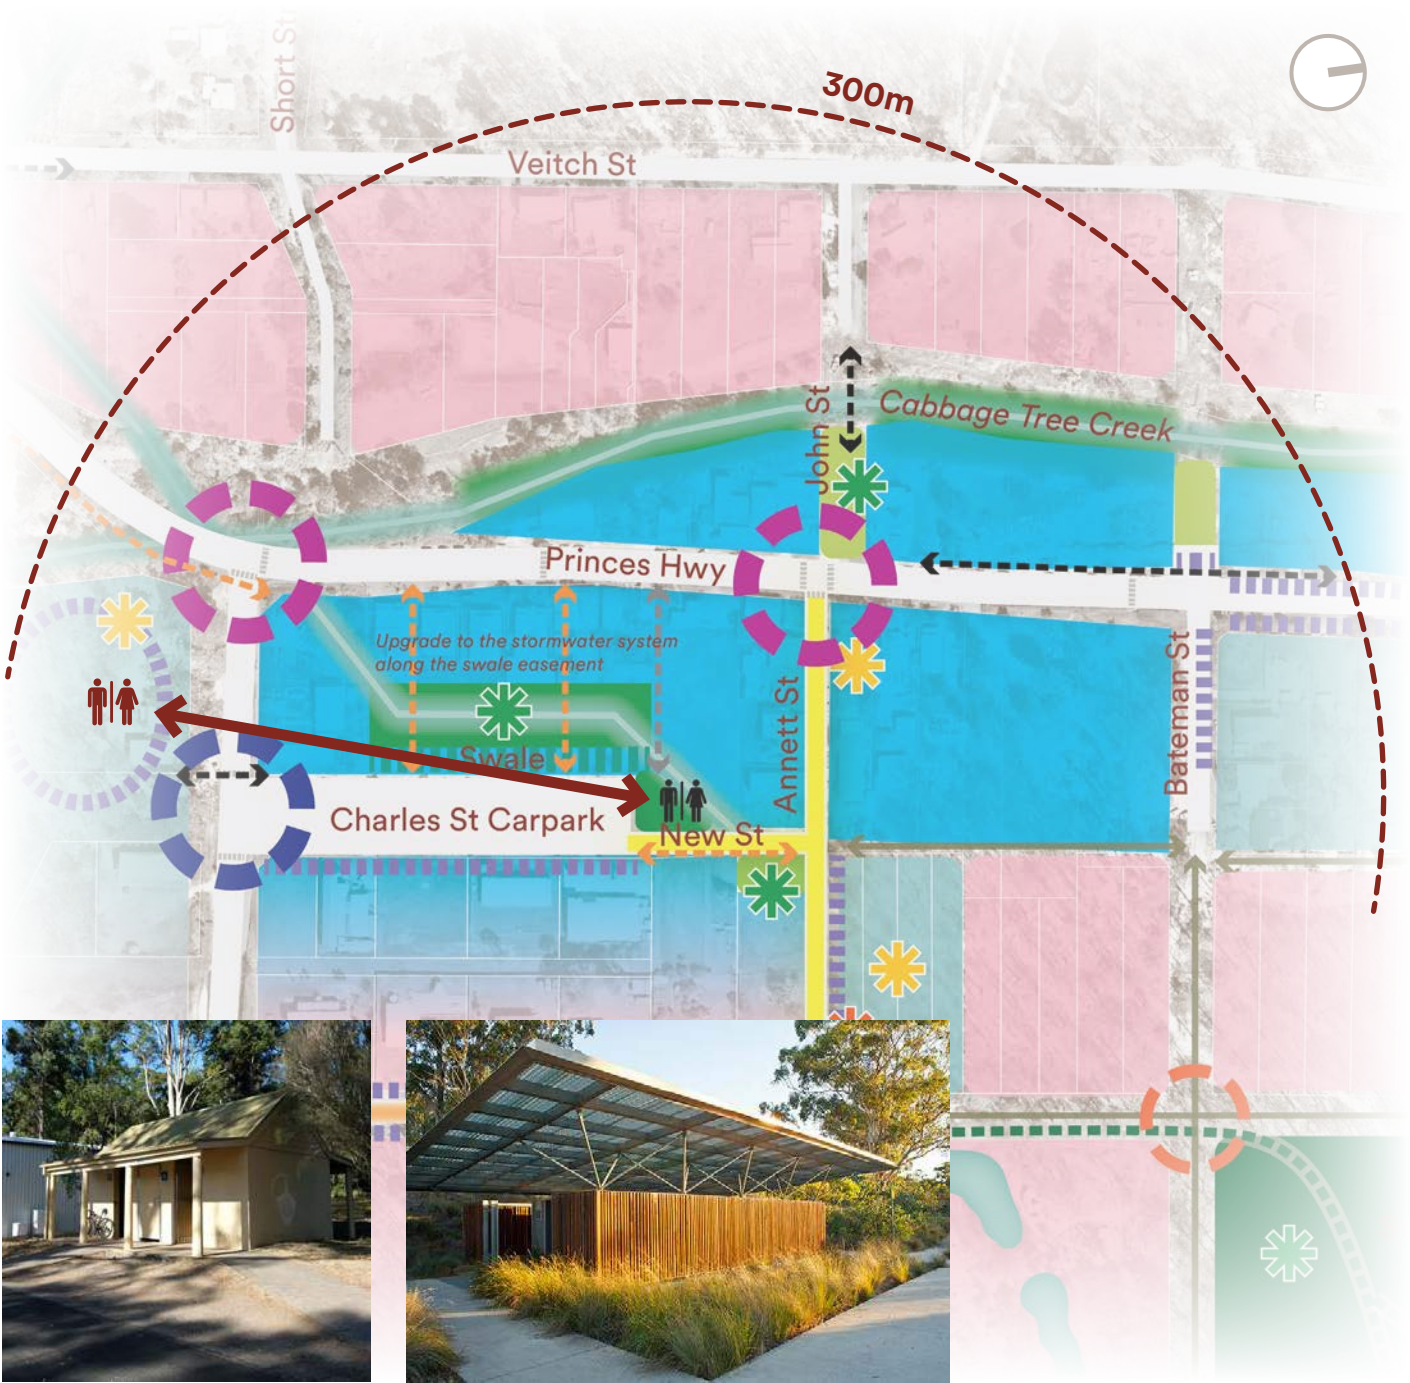 300m
Short St
Veitch St
John St
Cabbage Tree Creek
Princes Hwy
Upgrade to the stormwater system
along the swale easement
Bateman St
Annett St
Swale
Charles St Carpark
New St